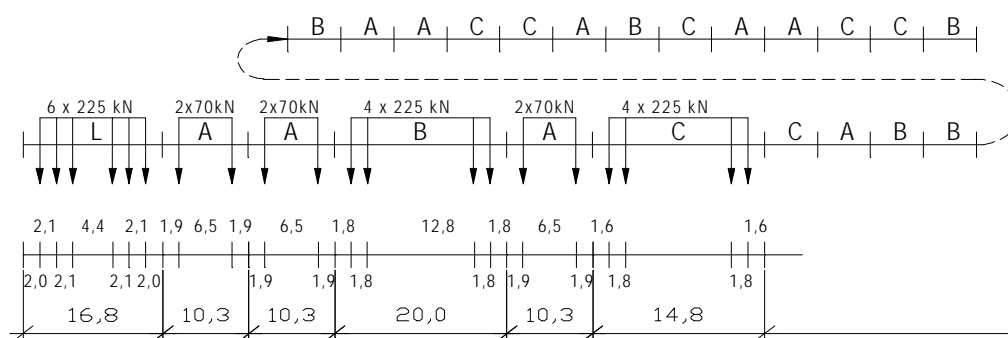 B A A C C A B C A A C C B
6 x 225 kN 2x70kN 2x70kN 4 x 225 kN 2x70kN 4 x 225 kN
L A A B A C C A B B
2,1 4,4 2,1 1,9 6,5 1,9 6,5 1,8 12,8 1,8 6,5 1,6 1,6
2,0 2,1 2,1 2,0 1,9 1,9 1,8 1,8 1,9 1,9 1,8 1,8
16,8 10,3 10,3 20,0 10,3 14,8